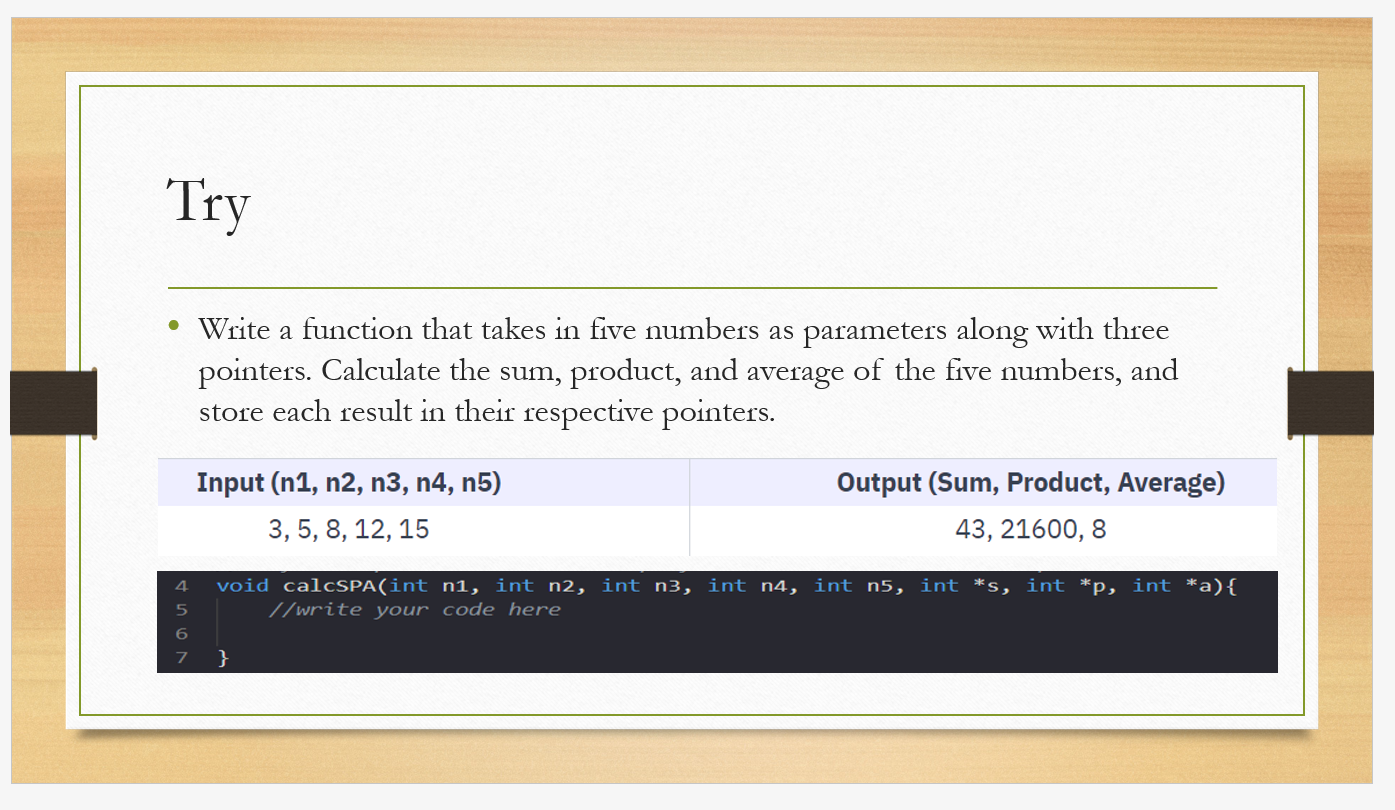 Try
• Write a function that takes in five numbers as parameters along with three
pointers. Calculate the sum, product, and average of the five numbers, and
store each result in their respective pointers.
Input (n1, n2, n3, n4, n5) Output (Sum, Product, Average)
3, 5, 8, 12, 15 43, 21600, 8
4 void calcSPA(int n1, int n2, int n3, int n4, int n5, int *s, int *p, int *a){
5 //write your code here
6
7 }